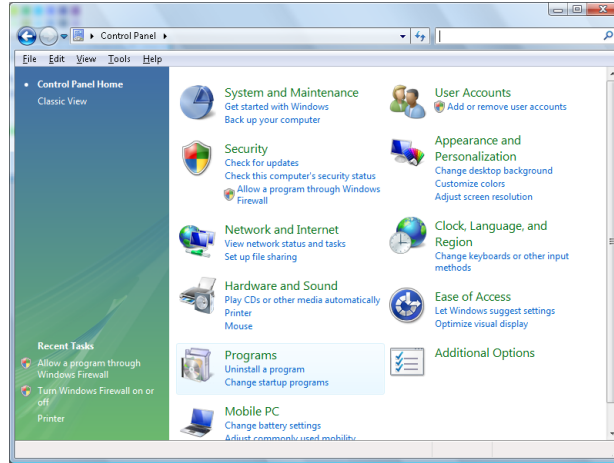 Control Panel
File Edit View Tools Help
Control Panel Home
Classic View
Recent Tasks
Allow a program through
Windows Firewall
Turn Windows Firewall on or
off
Printer
System and Maintenance
Get started with Windows
Back up your computer
Security
Check for updates
Check this computer's security status
Allow a program through Windows
Firewall
Network and Internet
View network status and tasks
Set up file sharing
Hardware and Sound
Play CDs or other media automatically
Printer
Mouse
Programs
Uninstall a program
Change startup programs
Mobile PC
Change battery settings
Adjust commonly used mobility
User Accounts
Add or remove user accounts
Appearance and
Personalization
Change desktop background
Customize colors
Adjust screen resolution
Clock, Language, and
Region
Change keyboards or other input
methods
Ease of Access
Let Windows suggest settings
Optimize visual display
Additional Options